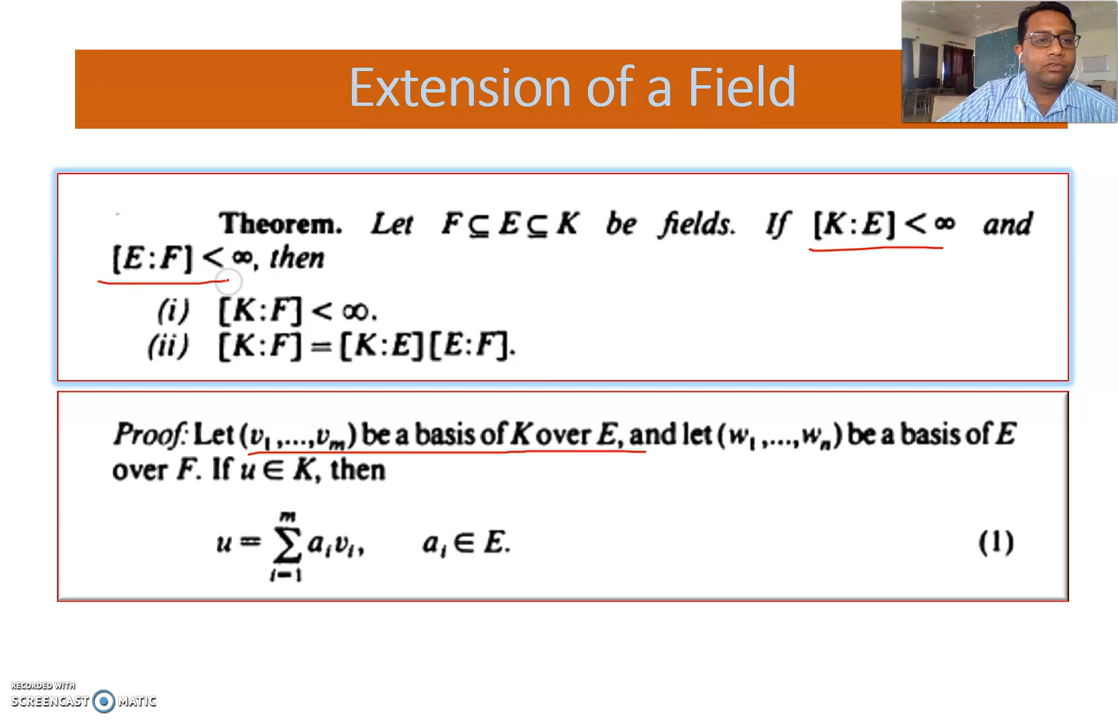 Extension of a Field
Theorem. Let F ⊆ E ⊆ K be fields. If [K : E] < ∞ and
[E : F] < ∞, then
(i) [K : F] < ∞.
(ii) [K : F] = [K : E][E : F].
Proof: Let (v₁,...,vₘ) be a basis of K over E, and let (w₁,...,wₙ) be a basis of E
over F. If u ∈ K, then
u = ∑_{i=1}^{m} aᵢvᵢ, aᵢ ∈ E. (1)
RECORDED WITH
SCREENCAST MATIC